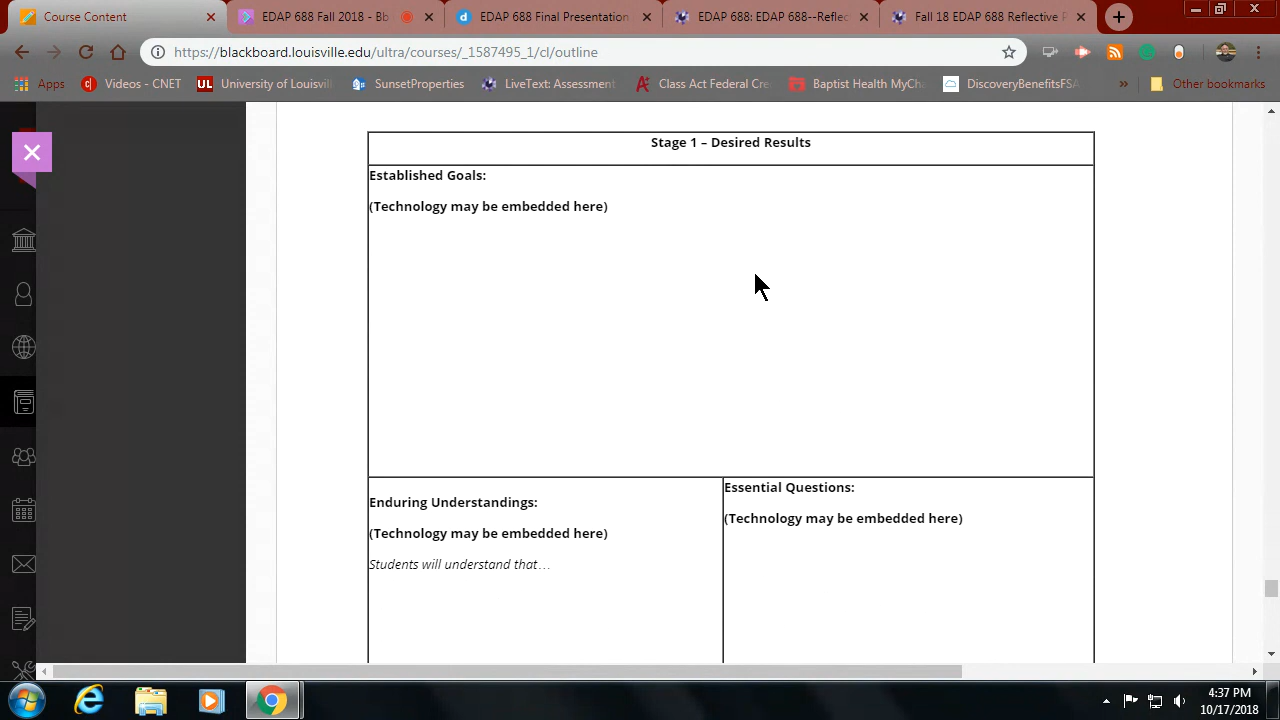 Course Content
EDAP 688 Fall 2018 - Bb
EDAP 688 Final Presentation
EDAP 688: EDAP 688--Reflec
Fall 18 EDAP 688 Reflective P
https://blackboard.louisville.edu/ultra/courses/_1587495_1/cl/outline
Apps
Videos - CNET
University of Louisvill
SunsetProperties
LiveText: Assessment
Class Act Federal Cre
Baptist Health MyCha
DiscoveryBenefitsFSA
Other bookmarks
Stage 1 – Desired Results
Established Goals:
(Technology may be embedded here)
Enduring Understandings:
(Technology may be embedded here)
Students will understand that…
Essential Questions:
(Technology may be embedded here)
4:37 PM
10/17/2018